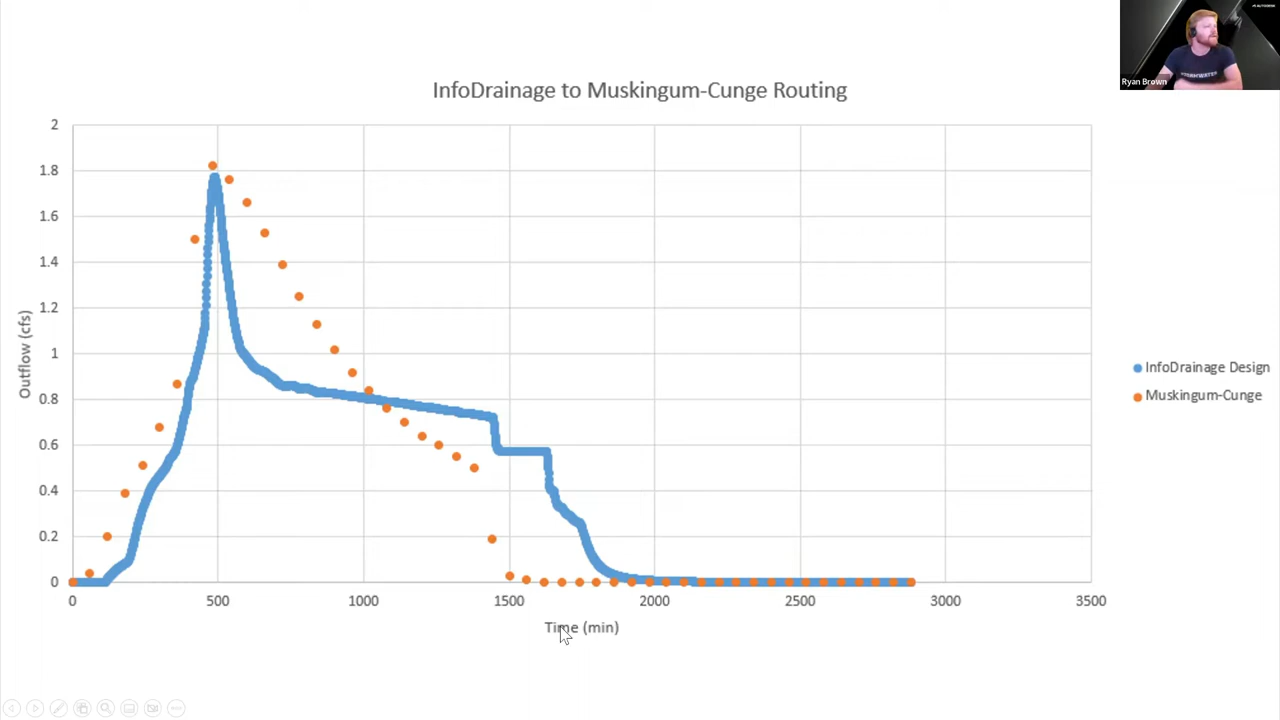 AUTODESK
Ryan Brown
InfoDrainage to Muskingum-Cunge Routing
2
1.8
1.6
1.4
1.2
1
0.8
0.6
0.4
0.2
0
Outflow (cfs)
0 500 1000 1500 2000 2500 3000 3500
Time (min)
InfoDrainage Design
Muskingum-Cunge